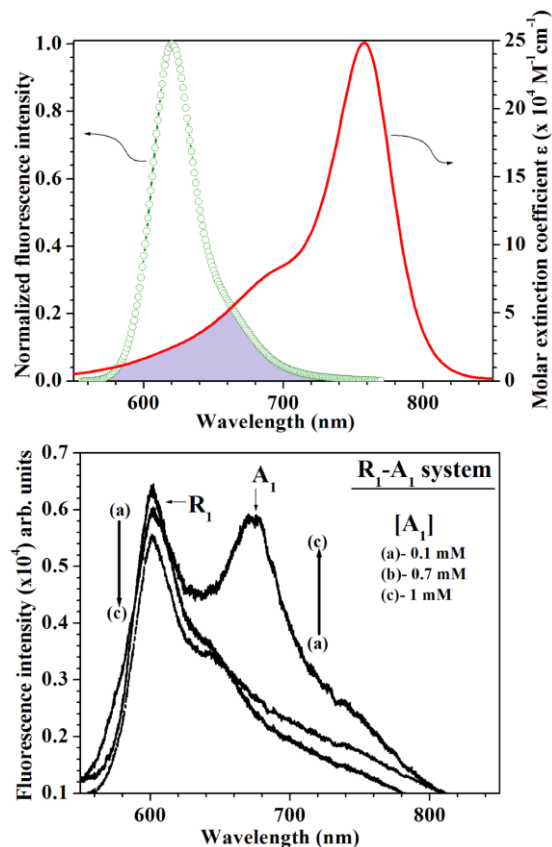 Normalized fluorescence intensity
1.0
0.8
0.6
0.4
0.2
0.0
25
20
15
10
5
0
Molar extinction coefficient ε (x 10⁴ M⁻¹cm⁻¹)
600
700
800
Wavelength (nm)
Fluorescence intensity (x10⁴) arb. units
0.7
0.6
0.5
0.4
0.3
0.2
0.1
(a)
(c)
R₁
A₁
(c)
(a)
R₁-A₁ system
[A₁]
(a)- 0.1 mM
(b)- 0.7 mM
(c)- 1 mM
600
700
800
Wavelength (nm)